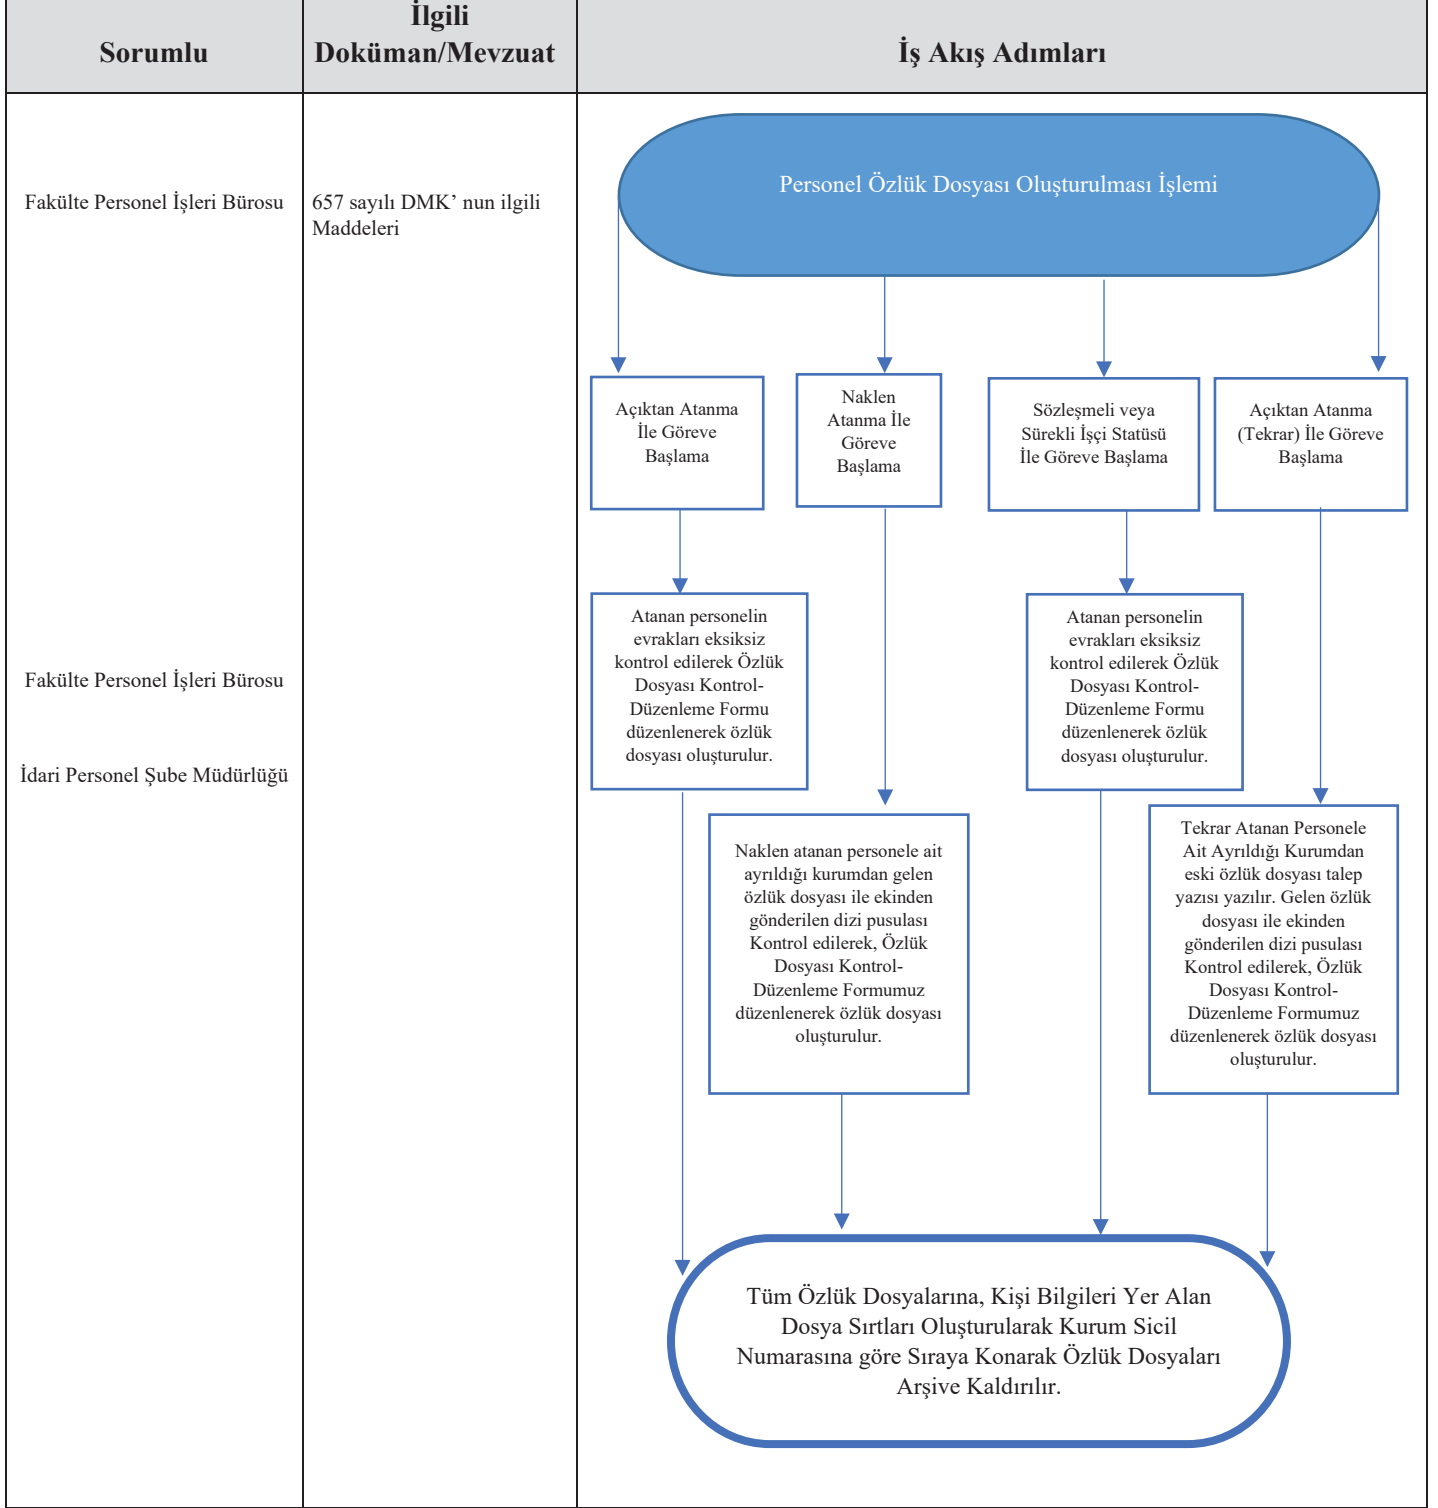 Sorumlu
İlgili
Doküman/Mevzuat
İş Akış Adımları
Fakülte Personel İşleri Bürosu
657 sayılı DMK’ nun ilgili
Maddeleri
Personel Özlük Dosyası Oluşturulması İşlemi
Açıktan Atanma
İle Göreve
Başlama
Naklen
Atanma İle
Göreve
Başlama
Sözleşmeli veya
Sürekli İşçi Statüsü
İle Göreve Başlama
Açıktan Atanma
(Tekrar) İle Göreve
Başlama
Fakülte Personel İşleri Bürosu
İdari Personel Şube Müdürlüğü
Atanan personelin
evrakları eksiksiz
kontrol edilerek Özlük
Dosyası Kontrol-
Düzenleme Formu
düzenlenerek özlük
dosyası oluşturulur.
Atanan personelin
evrakları eksiksiz
kontrol edilerek Özlük
Dosyası Kontrol-
Düzenleme Formu
düzenlenerek özlük
dosyası oluşturulur.
Naklen atanan personele ait
ayrıldığı kurumdan gelen
özlük dosyası ile ekinden
gönderilen dizi pusulası
Kontrol edilerek, Özlük
Dosyası Kontrol-
Düzenleme Formumuz
düzenlenerek özlük dosyası
oluşturulur.
Tekrar Atanan Personele
Ait Ayrıldığı Kurumdan
eski özlük dosyası talep
yazısı yazılır. Gelen özlük
dosyası ile ekinden
gönderilen dizi pusulası
Kontrol edilerek, Özlük
Dosyası Kontrol-
Düzenleme Formumuz
düzenlenerek özlük dosyası
oluşturulur.
Tüm Özlük Dosyalarına, Kişi Bilgileri Yer Alan
Dosya Sırtları Oluşturularak Kurum Sicil
Numarasına göre Sıraya Konarak Özlük Dosyaları
Arşive Kaldırılır.